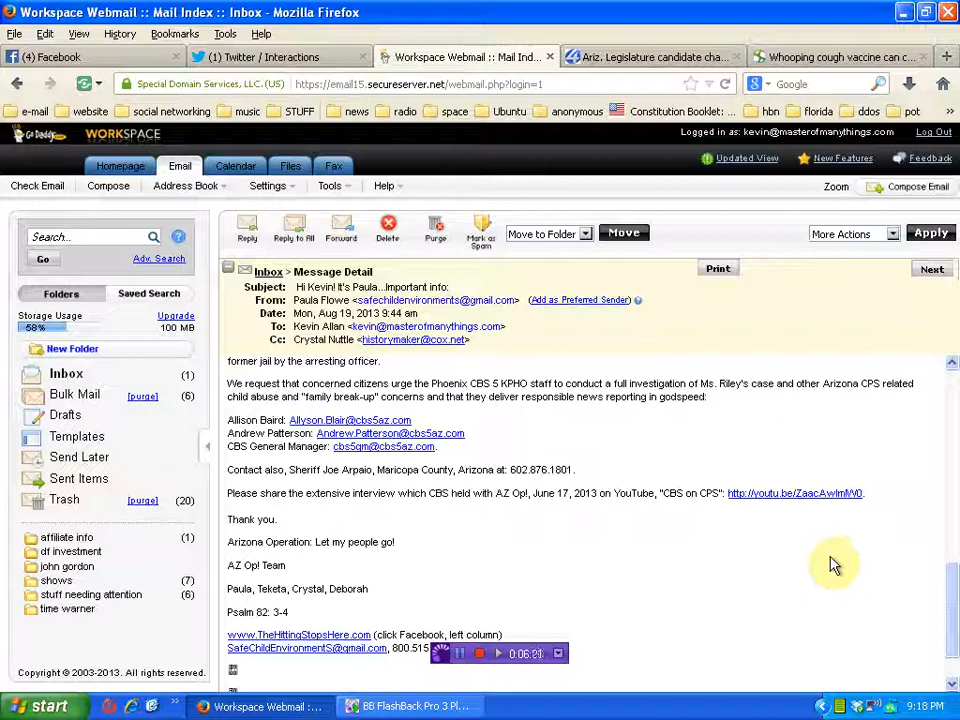 Workspace Webmail :: Mail Index :: Inbox - Mozilla Firefox
File Edit View History Bookmarks Tools Help
(4) Facebook
(1) Twitter / Interactions
Workspace Webmail :: Mail Ind...
Ariz. Legislature candidate cha...
Whooping cough vaccine can c...
Special Domain Services, LLC. (US) https://email15.secureserver.net/webmail.php?login=1
Google
e-mail website social networking music STUFF news radio space Ubuntu anonymous Constitution Booklet: hbn florida ddos
Go Daddy WORKSPACE
Logged in as: kevin@masterofmanythings.com Log Out
Homepage Email Calendar Files Fax
Updated View New Features Feedback
Check Email Compose Address Book Settings Tools Help
Zoom Compose Email
Search...
Go Adv. Search
Reply Reply to All Forward Delete Purge Mark as Spam
Move to Folder Move
More Actions Apply
Folders Saved Search
Storage Usage Upgrade
58% 100 MB
New Folder
Inbox (1)
Bulk Mail [purge] (6)
Drafts
Templates
Send Later
Sent Items
Trash [purge] (20)
affiliate info (1)
df investment
john gordon
shows (7)
stuff needing attention (6)
time warner
Copyright © 2003-2013. All rights reserved.
Inbox > Message Detail
Print Next
Subject: Hi Kevin! It's Paula...Important info:
From: Paula Flowe <safechildenvironments@gmail.com> (Add as Preferred Sender)
Date: Mon, Aug 19, 2013 9:44 am
To: Kevin Allan <kevin@masterofmanythings.com>
Cc: Crystal Nuttle <historymaker@cox.net>
former jail by the arresting officer.
We request that concerned citizens urge the Phoenix CBS 5 KPHO staff to conduct a full investigation of Ms. Riley's case and other Arizona CPS related
child abuse and "family break-up" concerns and that they deliver responsible news reporting in godspeed:
Allison Baird: Allyson.Blair@cbs5az.com
Andrew Patterson: Andrew.Patterson@cbs5az.com
CBS General Manager: cbs5gm@cbs5az.com.
Contact also, Sheriff Joe Arpaio, Maricopa County, Arizona at: 602.876.1801.
Please share the extensive interview which CBS held with AZ Op!, June 17, 2013 on YouTube, "CBS on CPS": http://youtu.be/ZaacAwImIW0.
Thank you.
Arizona Operation: Let my people go!
AZ Op! Team
Paula, Teketa, Crystal, Deborah
Psalm 82: 3-4
www.TheHittingStopsHere.com (click Facebook, left column)
SafeChildEnvironmentS@gmail.com, 800.515
0:06:21
start
Workspace Webmail :...
BB FlashBack Pro 3 Pl...
9:18 PM